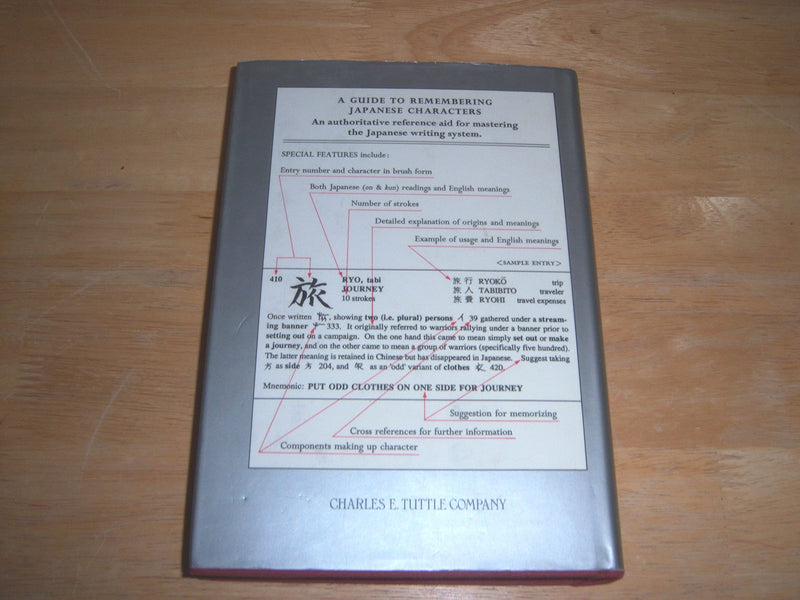 A GUIDE TO REMEMBERING
JAPANESE CHARACTERS
An authoritative reference aid for mastering
the Japanese writing system.
SPECIAL FEATURES include:
Entry number and character in brush form
Both Japanese (on & kun) readings and English meanings
Number of strokes
Detailed explanation of origins and meanings
Example of usage and English meanings
<SAMPLE ENTRY>
410 旅 RYO, tabi 旅行 RYOKŌ trip
JOURNEY 旅人 TABIBITO traveler
10 strokes 旅費 RYOHI travel expenses
Once written , showing two (i.e. plural) persons 39 gathered under a stream-
ing banner 333. It originally referred to warriors rallying under a banner prior to
setting out on a campaign. On the one hand this came to mean simply set out or make
a journey, and on the other came to mean a group of warriors (specifically five hundred).
The latter meaning is retained in Chinese but has disappeared in Japanese. Suggest taking
方 as side 方 204, and as an 'odd' variant of clothes 衣 420.
Mnemonic: PUT ODD CLOTHES ON ONE SIDE FOR JOURNEY
Suggestion for memorizing
Cross references for further information
Components making up character
CHARLES E. TUTTLE COMPANY